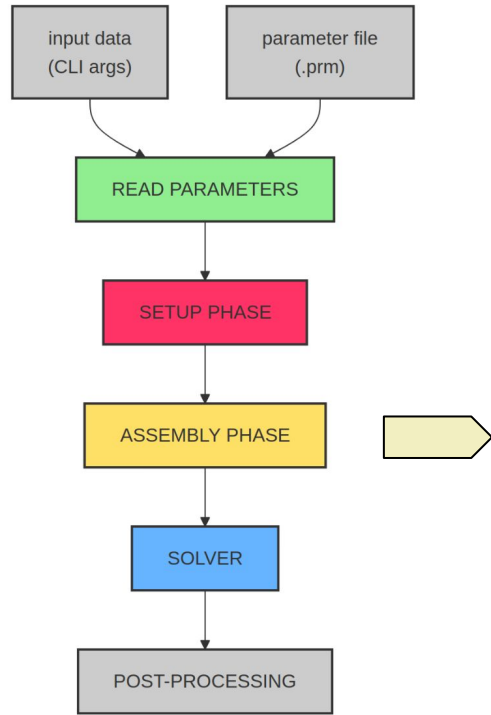 input data
(CLI args)
parameter file
(.prm)
READ PARAMETERS
SETUP PHASE
ASSEMBLY PHASE
SOLVER
POST-PROCESSING